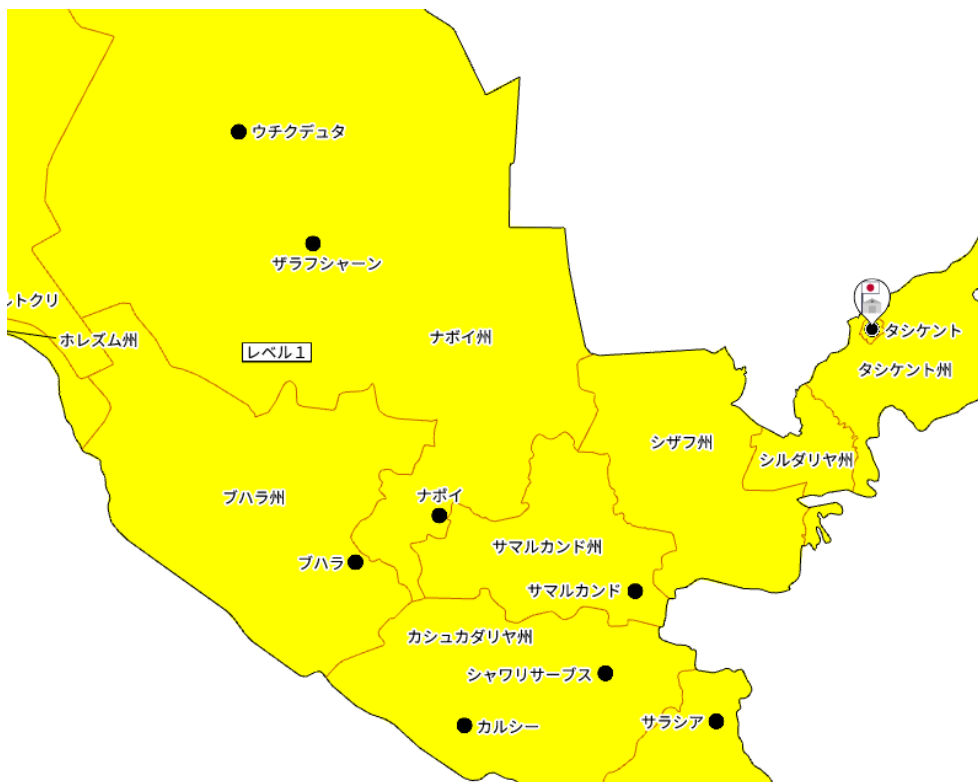 ウチクデュタ
ザラフシャーン
レトクリ
ホレズム州
ナボイ州
レベル１
タシケント
タシケント州
シザフ州
シルダリヤ州
ブハラ州
ナボイ
サマルカンド州
ブハラ
サマルカンド
カシュカダリヤ州
シャワリサーブス
サラシア
カルシー